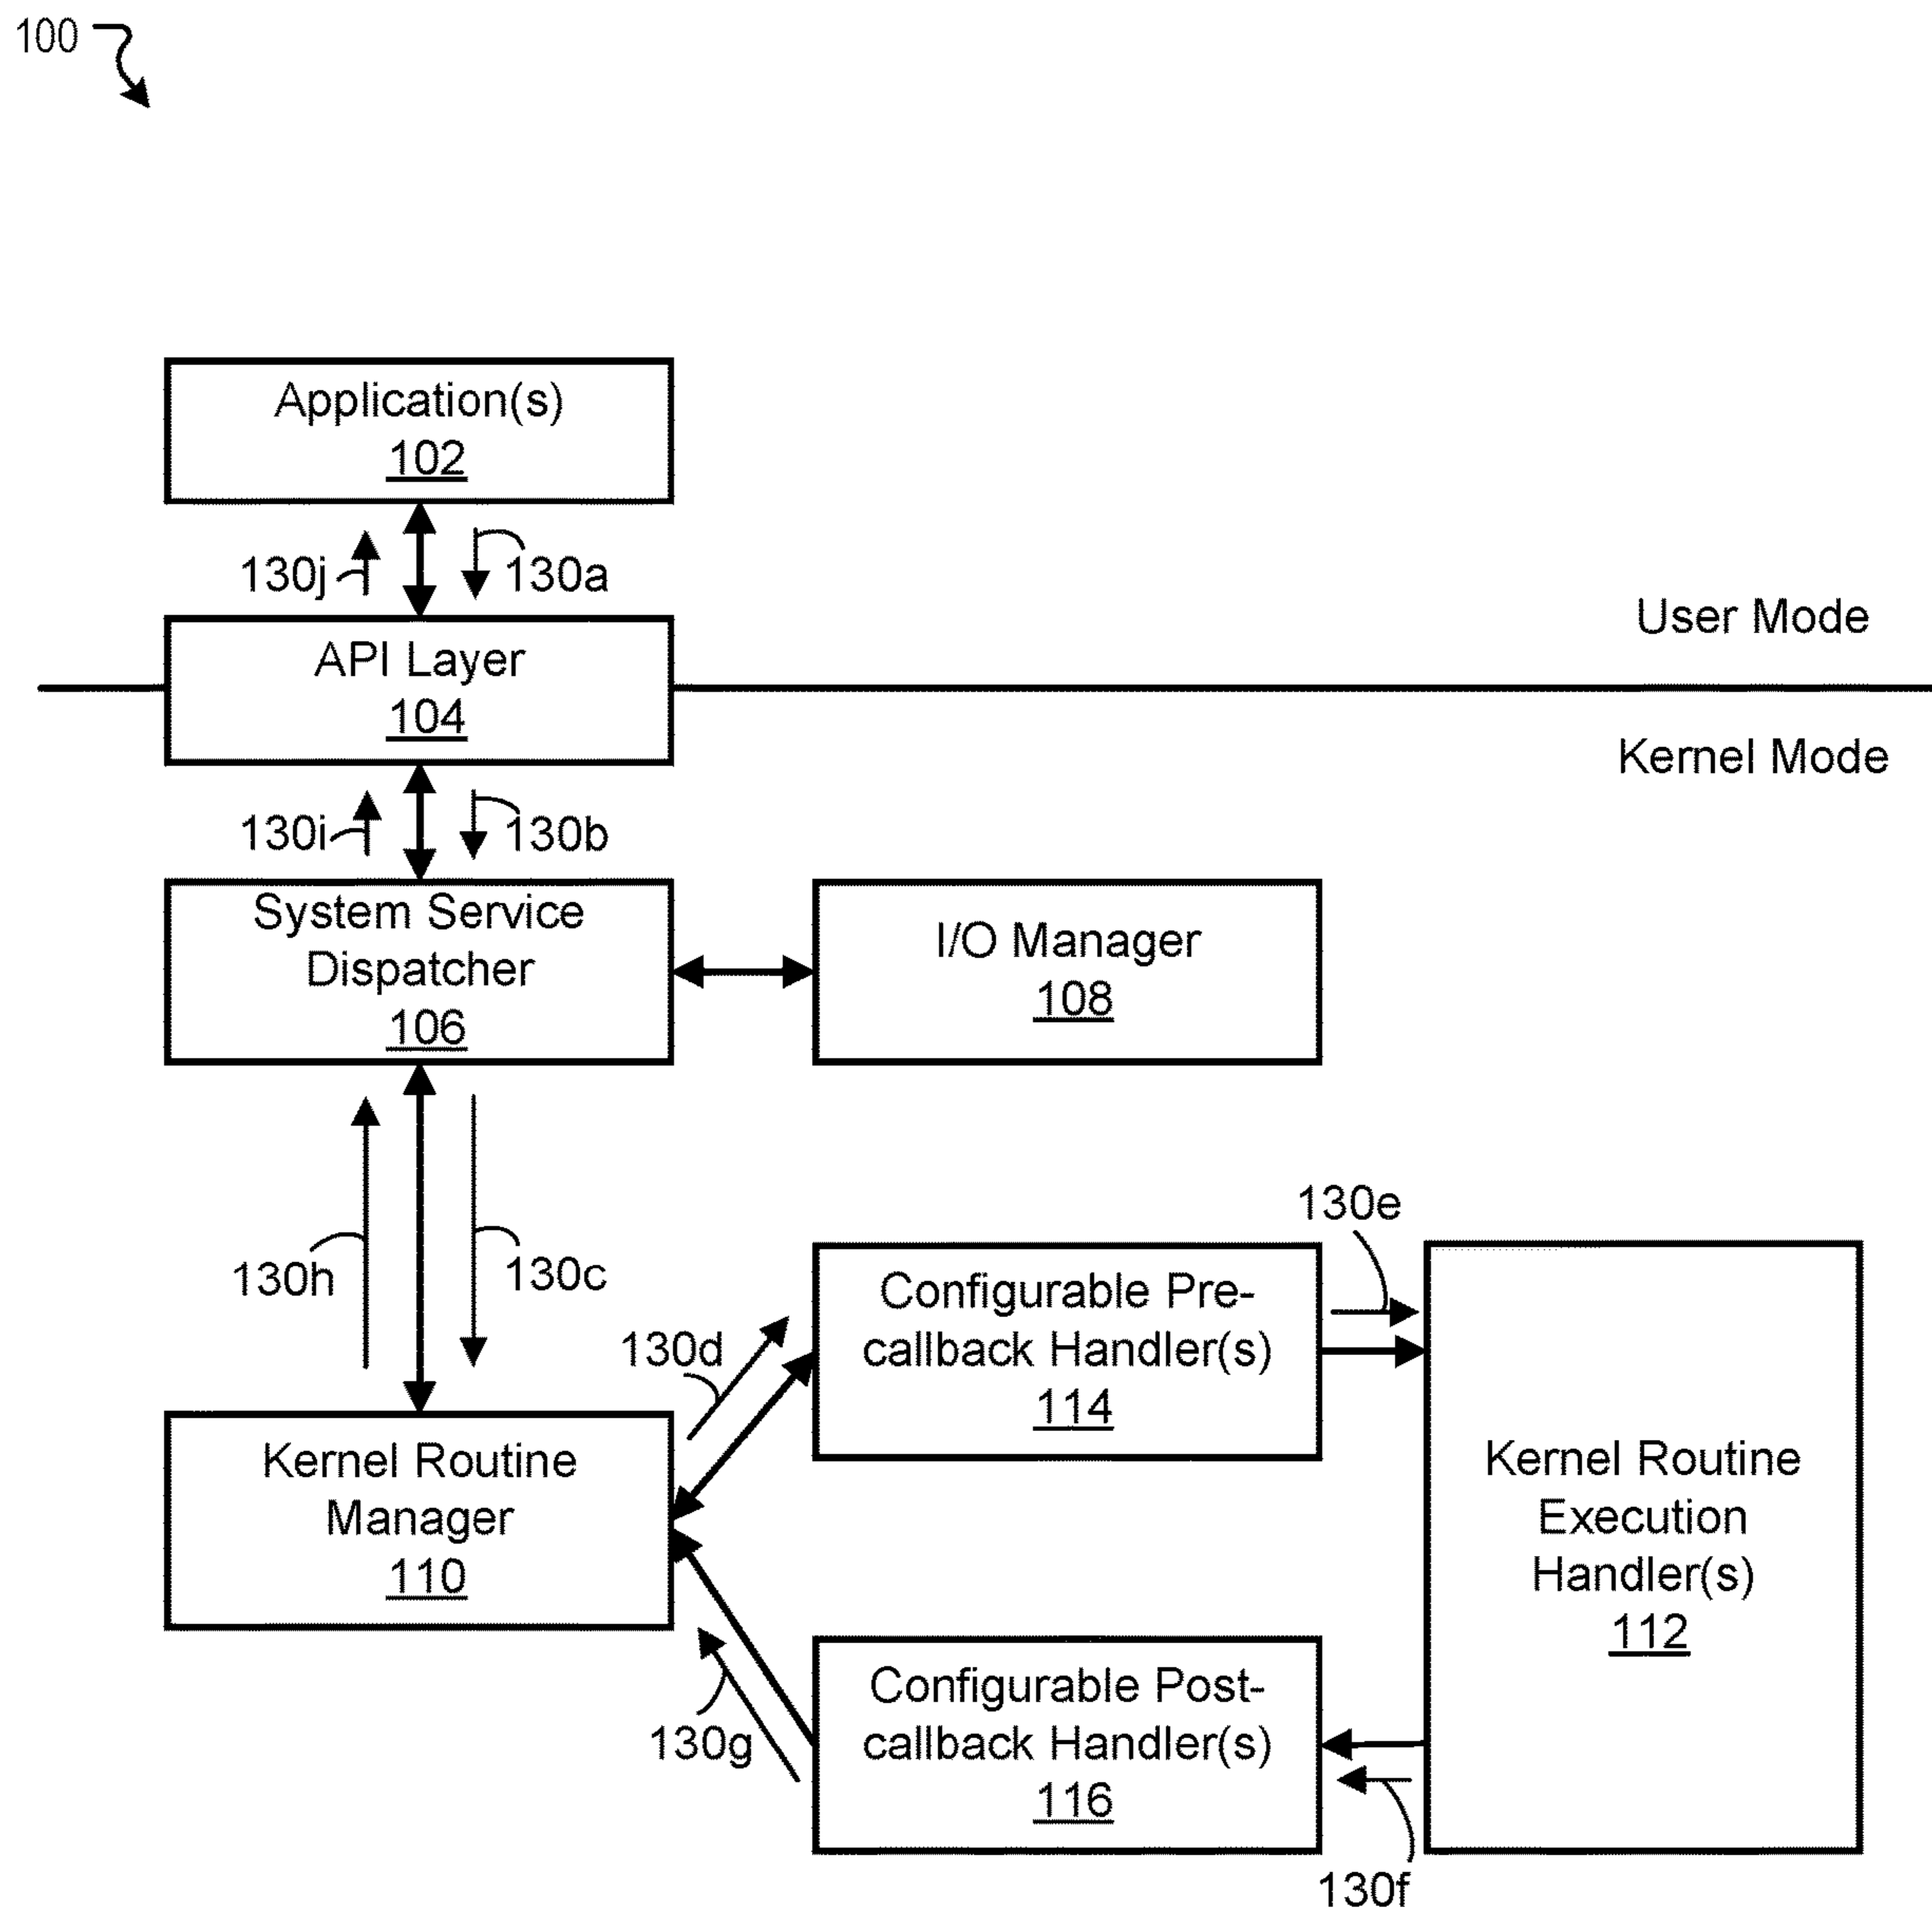 100
Application(s)
102
130j
130a
User Mode
API Layer
104
Kernel Mode
130i
130b
System Service
Dispatcher
106
I/O Manager
108
130h
130c
130e
130d
Configurable Pre-
callback Handler(s)
114
Kernel Routine
Manager
110
Kernel Routine
Execution
Handler(s)
112
130g
Configurable Post-
callback Handler(s)
116
130f